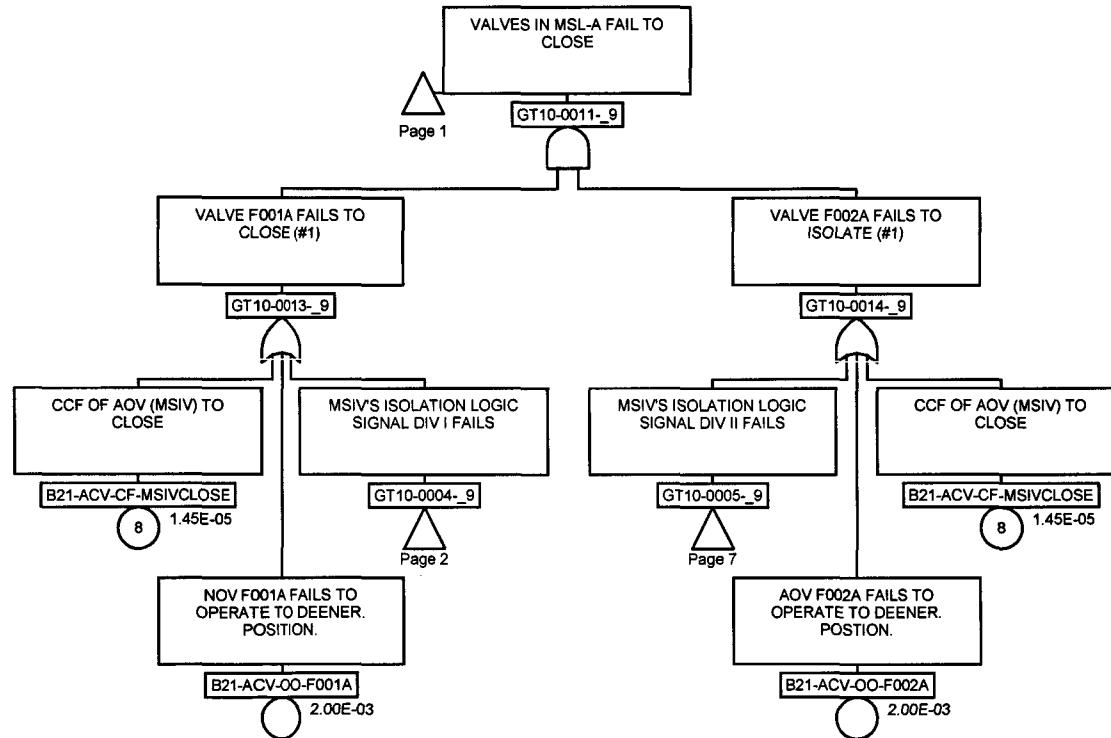 VALVES IN MSL-A FAIL TO
CLOSE
Page 1
GT10-0011-_9
VALVE F001A FAILS TO
CLOSE (#1)
GT10-0013-_9
VALVE F002A FAILS TO
ISOLATE (#1)
GT10-0014-_9
CCF OF AOV (MSIV) TO
CLOSE
B21-ACV-CF-MSIVCLOSE
8
1.45E-05
MSIV'S ISOLATION LOGIC
SIGNAL DIV I FAILS
GT10-0004-_9
Page 2
MSIV'S ISOLATION LOGIC
SIGNAL DIV II FAILS
GT10-0005-_9
Page 7
CCF OF AOV (MSIV) TO
CLOSE
B21-ACV-CF-MSIVCLOSE
8
1.45E-05
NOV F001A FAILS TO
OPERATE TO DEENER.
POSITION.
B21-ACV-OO-F001A
2.00E-03
AOV F002A FAILS TO
OPERATE TO DEENER.
POSTION.
B21-ACV-OO-F002A
2.00E-03